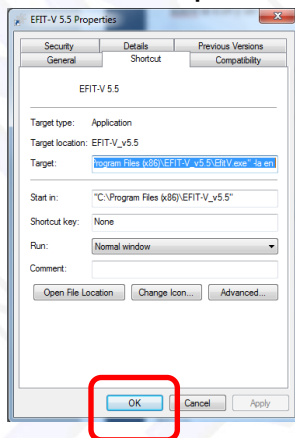 EFIT-V 5.5 Properties
Security Details Previous Versions
General Shortcut Compatibility
EFIT-V 5.5
Target type: Application
Target location: EFIT-V_v5.5
Target: rogram Files (x86)\EFIT-V_v5.5\EfitV.exe" -la en
Start in: "C:\Program Files (x86)\EFIT-V_v5.5"
Shortcut key: None
Run: Normal window
Comment:
Open File Location Change Icon... Advanced...
OK Cancel Apply